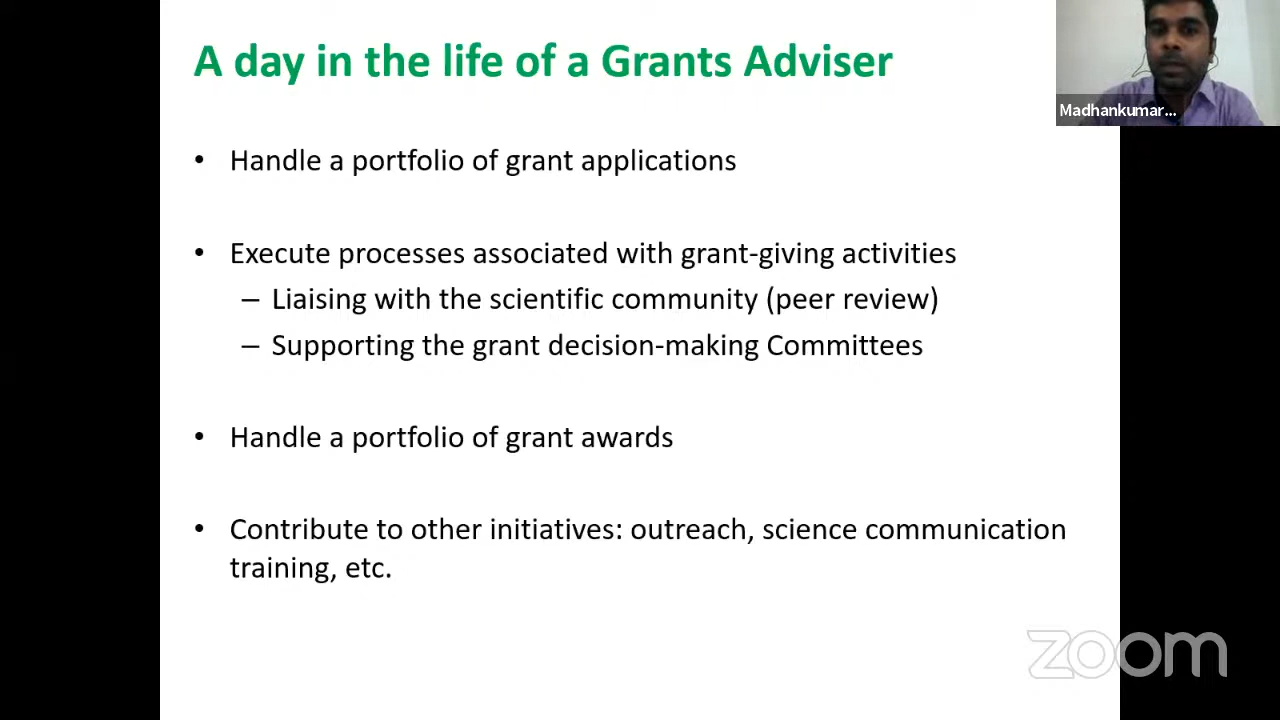 A day in the life of a Grants Adviser
Madhankumar...
• Handle a portfolio of grant applications
• Execute processes associated with grant-giving activities
– Liaising with the scientific community (peer review)
– Supporting the grant decision-making Committees
• Handle a portfolio of grant awards
• Contribute to other initiatives: outreach, science communication
training, etc.
zoom